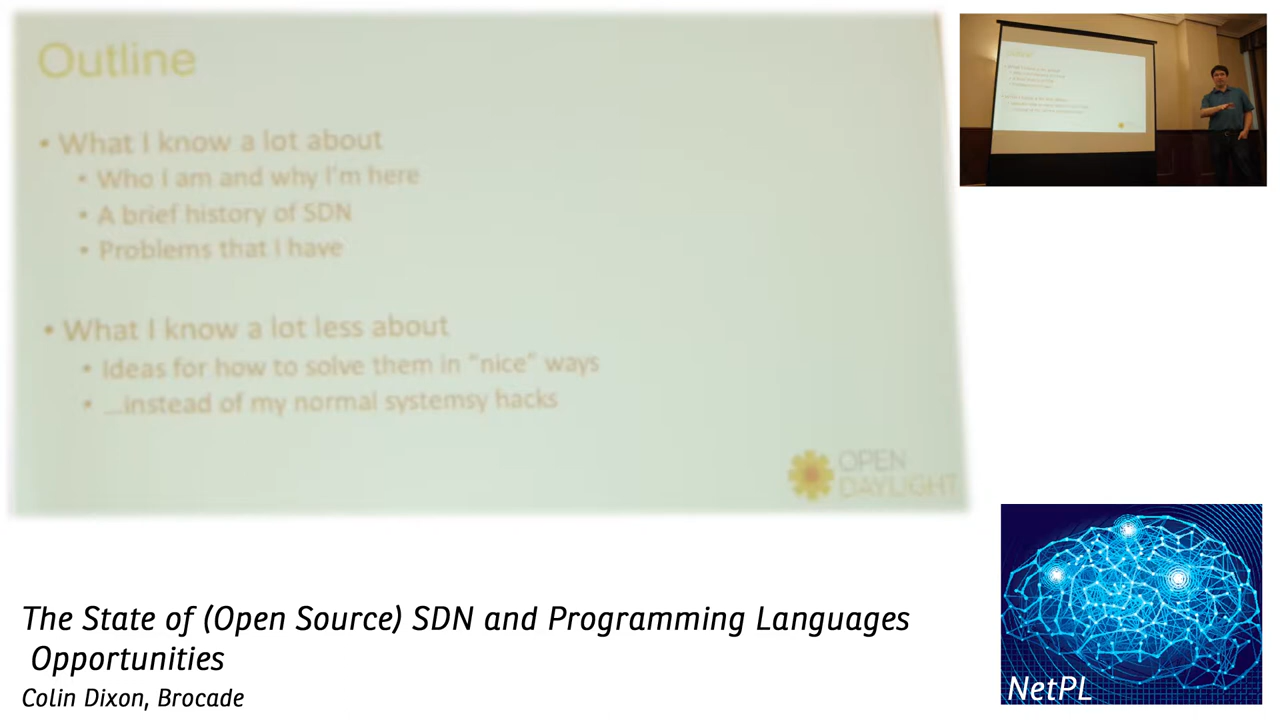 Outline
• What I know a lot about
• Who I am and why I'm here
• A brief history of SDN
• Problems that I have
• What I know a lot less about
• Ideas for how to solve them in "nice" ways
• ...instead of my normal systemsy hacks
OPEN
DAYLIGHT
The State of (Open Source) SDN and Programming Languages
Opportunities
Colin Dixon, Brocade
NetPL